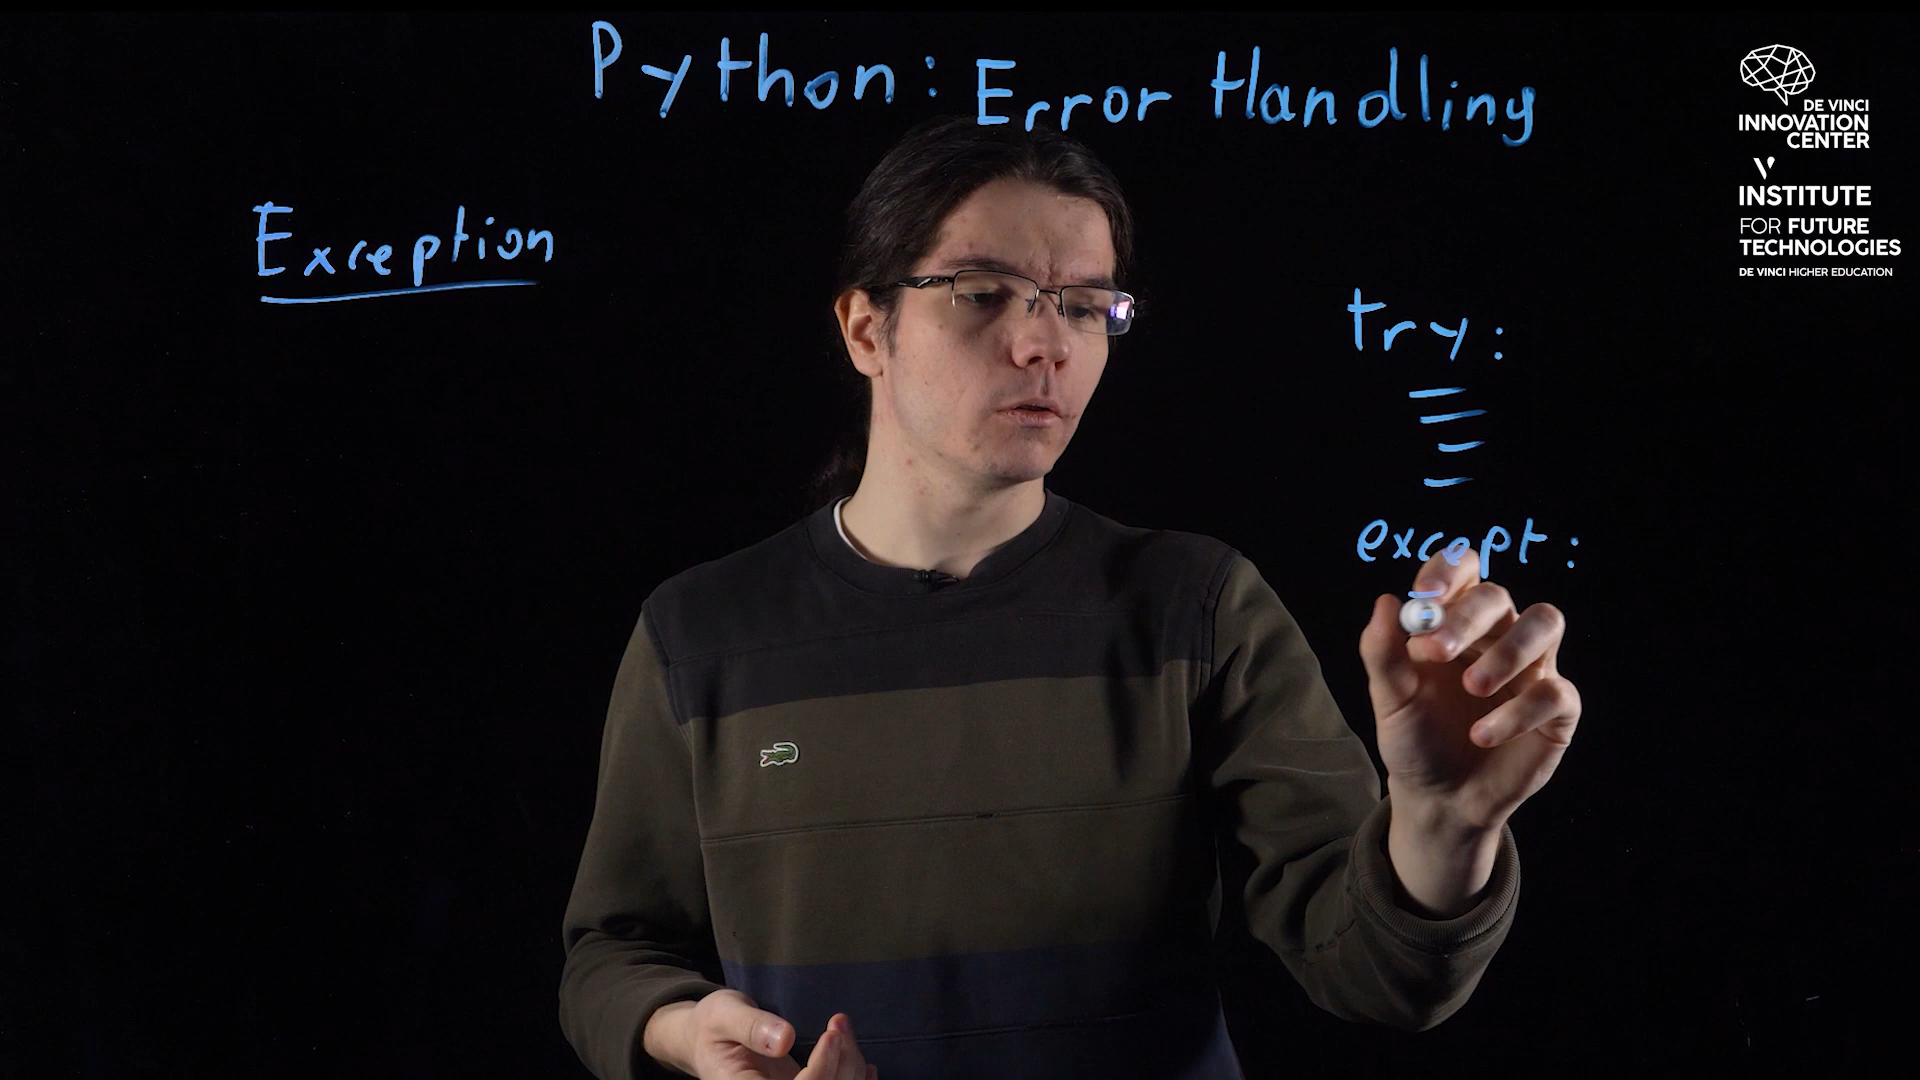 Python: Error Handling
Exception
try:
except:
DE VINCI
INNOVATION
CENTER
INSTITUTE
FOR FUTURE
TECHNOLOGIES
DE VINCI HIGHER EDUCATION